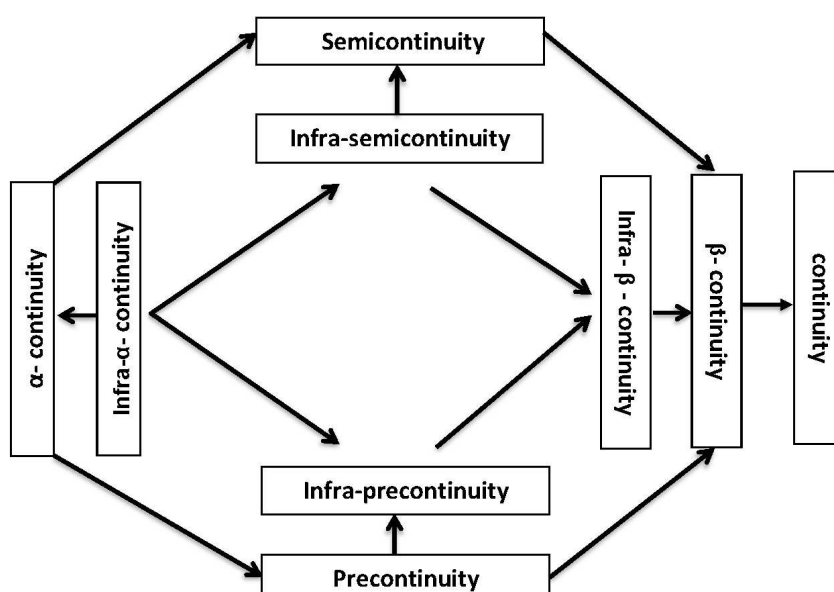 Semicontinuity
Infra-semicontinuity
α- continuity
Infra-α- continuity
Infra- β - continuity
β- continuity
continuity
Infra-precontinuity
Precontinuity